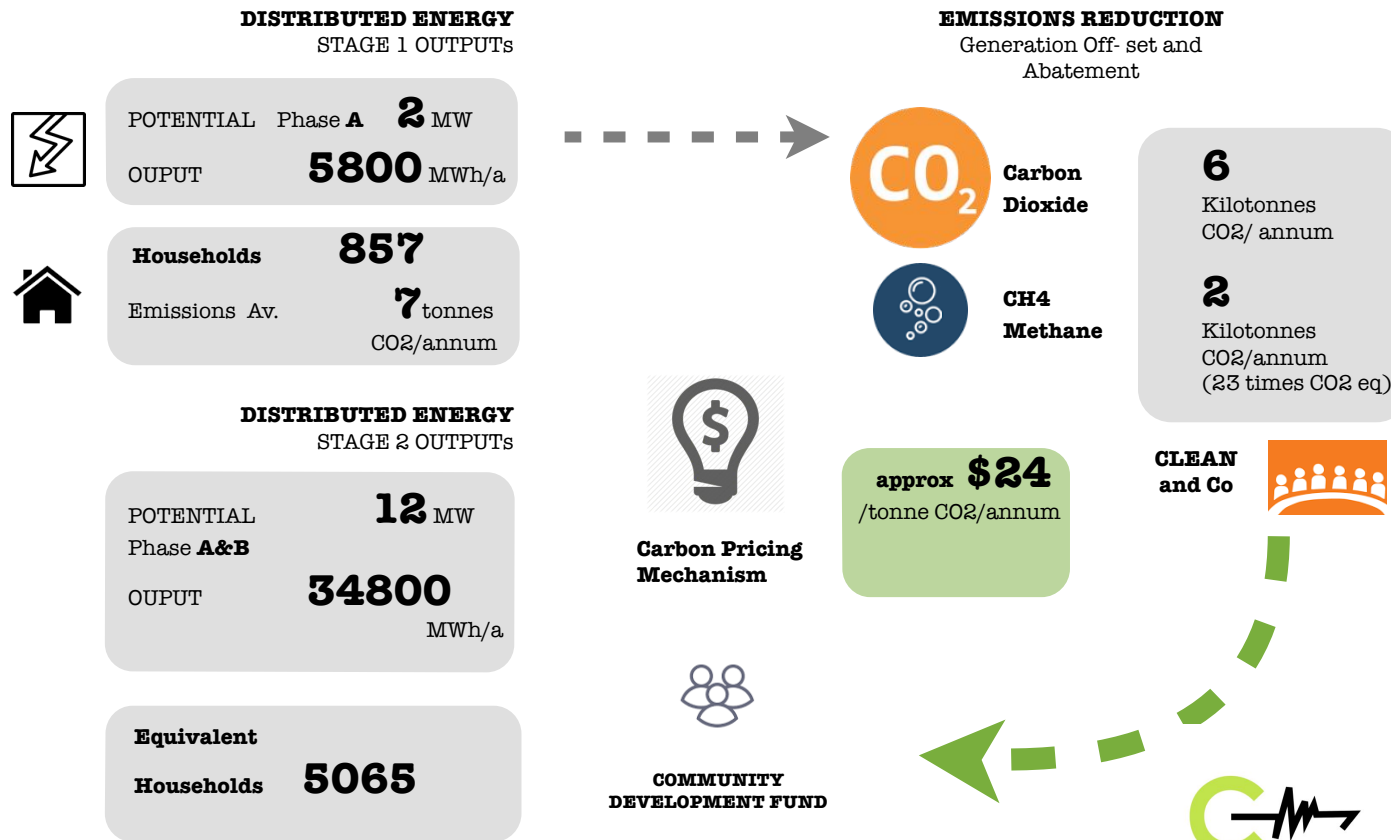 DISTRIBUTED ENERGY
STAGE 1 OUTPUTs
POTENTIAL Phase A 2 MW
OUPUT 5800 MWh/a
Households 857
Emissions Av. 7 tonnes
CO2/annum
DISTRIBUTED ENERGY
STAGE 2 OUTPUTs
POTENTIAL 12 MW
Phase A&B
OUPUT 34800
MWh/a
Equivalent
Households 5065
EMISSIONS REDUCTION
Generation Off- set and
Abatement
CO2
Carbon
Dioxide
6
Kilotonnes
CO2/ annum
CH4
Methane
2
Kilotonnes
CO2/annum
(23 times CO2 eq)
$
Carbon Pricing
Mechanism
approx $24
/tonne CO2/annum
CLEAN
and Co
COMMUNITY
DEVELOPMENT FUND